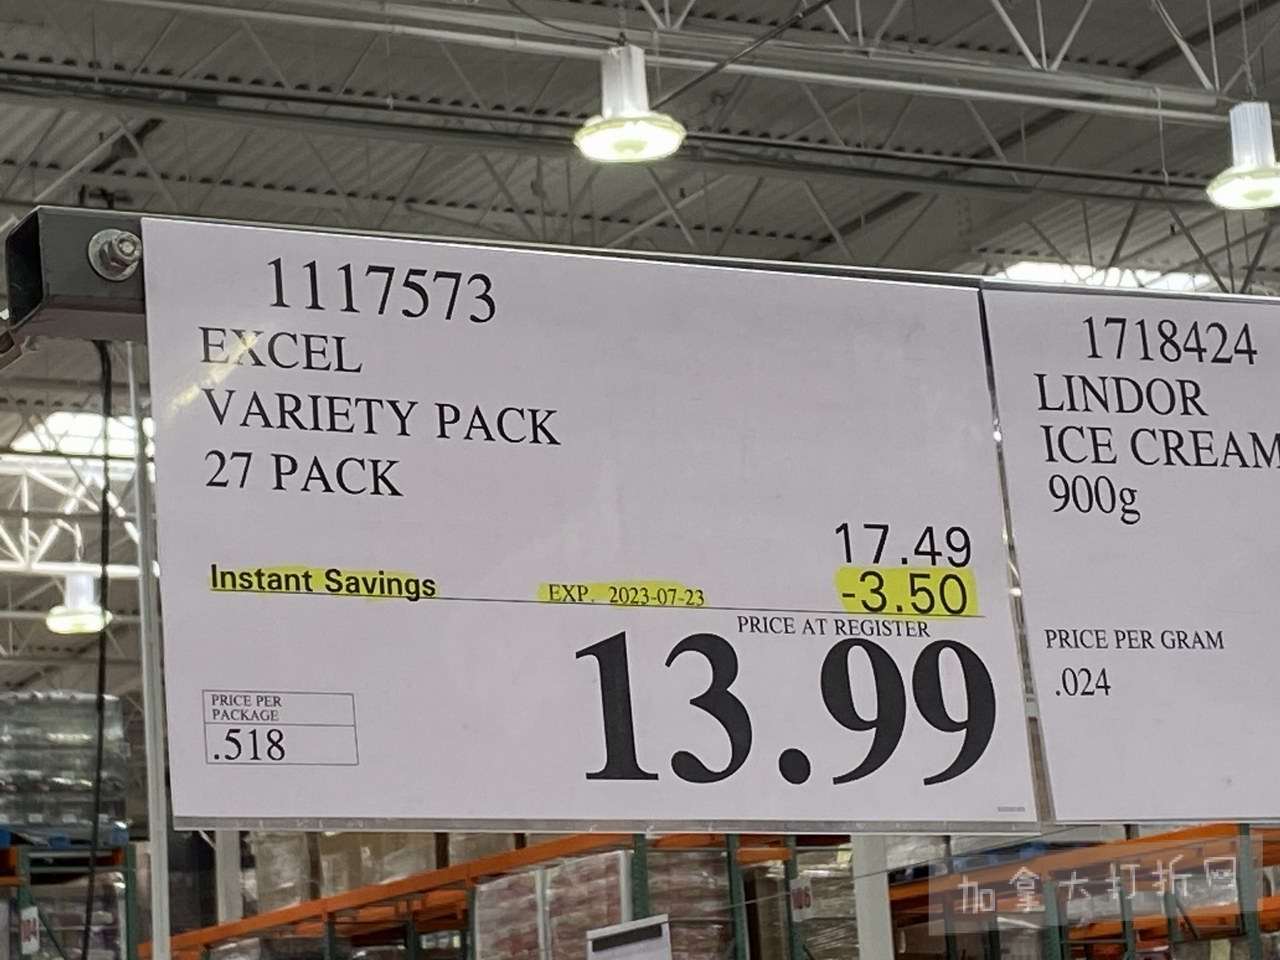 1117573
EXCEL
VARIETY PACK
27 PACK
17.49
Instant Savings EXP. 2023-07-23 -3.50
PRICE AT REGISTER
13.99
PRICE PER
PACKAGE
.518
1718424
LINDOR
ICE CREAM
900g
PRICE PER GRAM
.024
加拿大打折网